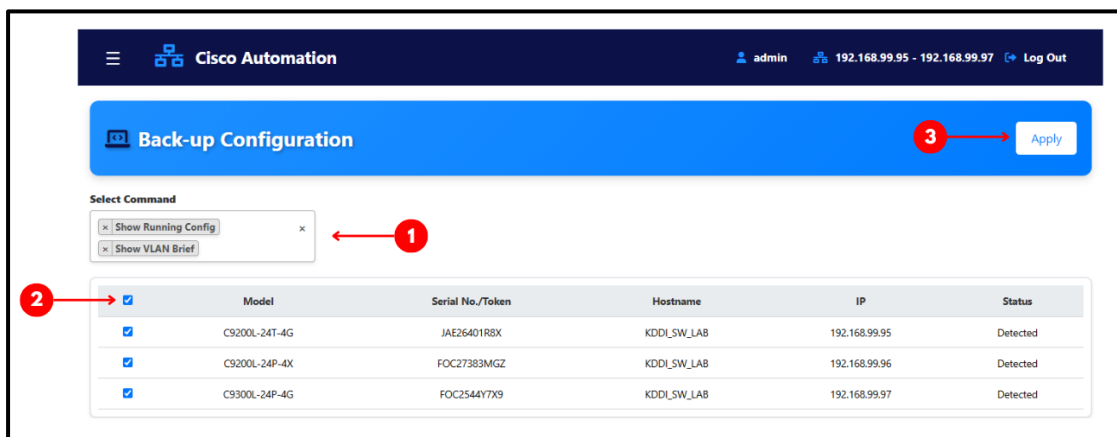 Cisco Automation admin 192.168.99.95 - 192.168.99.97 Log Out
Back-up Configuration 3 Apply
Select Command
× Show Running Config ×
× Show VLAN Brief
1
2 Model Serial No./Token Hostname IP Status
C9200L-24T-4G JAE26401R8X KDDI_SW_LAB 192.168.99.95 Detected
C9200L-24P-4X FOC27383MGZ KDDI_SW_LAB 192.168.99.96 Detected
C9300L-24P-4G FOC2544Y7X9 KDDI_SW_LAB 192.168.99.97 Detected